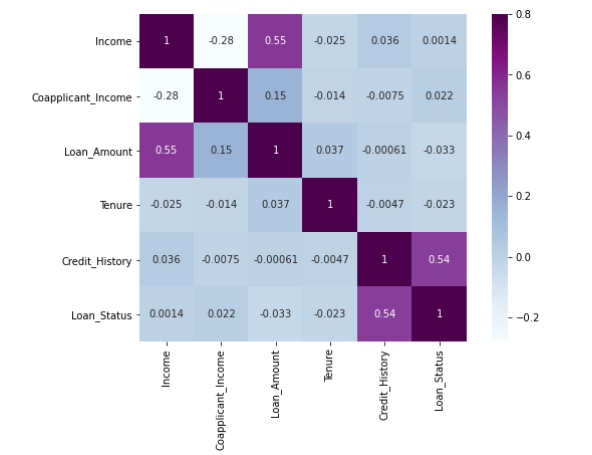 0.8
Income 1 -0.28 0.55 -0.025 0.036 0.0014
0.6
Coapplicant_Income -0.28 1 0.15 -0.014 -0.0075 0.022
0.4
Loan_Amount 0.55 0.15 1 0.037 -0.00061 -0.033
0.2
Tenure -0.025 -0.014 0.037 1 -0.0047 -0.023
0.0
Credit_History 0.036 -0.0075 -0.00061 -0.0047 1 0.54
Loan_Status 0.0014 0.022 -0.033 -0.023 0.54 1
−0.2
Income
Coapplicant_Income
Loan_Amount
Tenure
Credit_History
Loan_Status